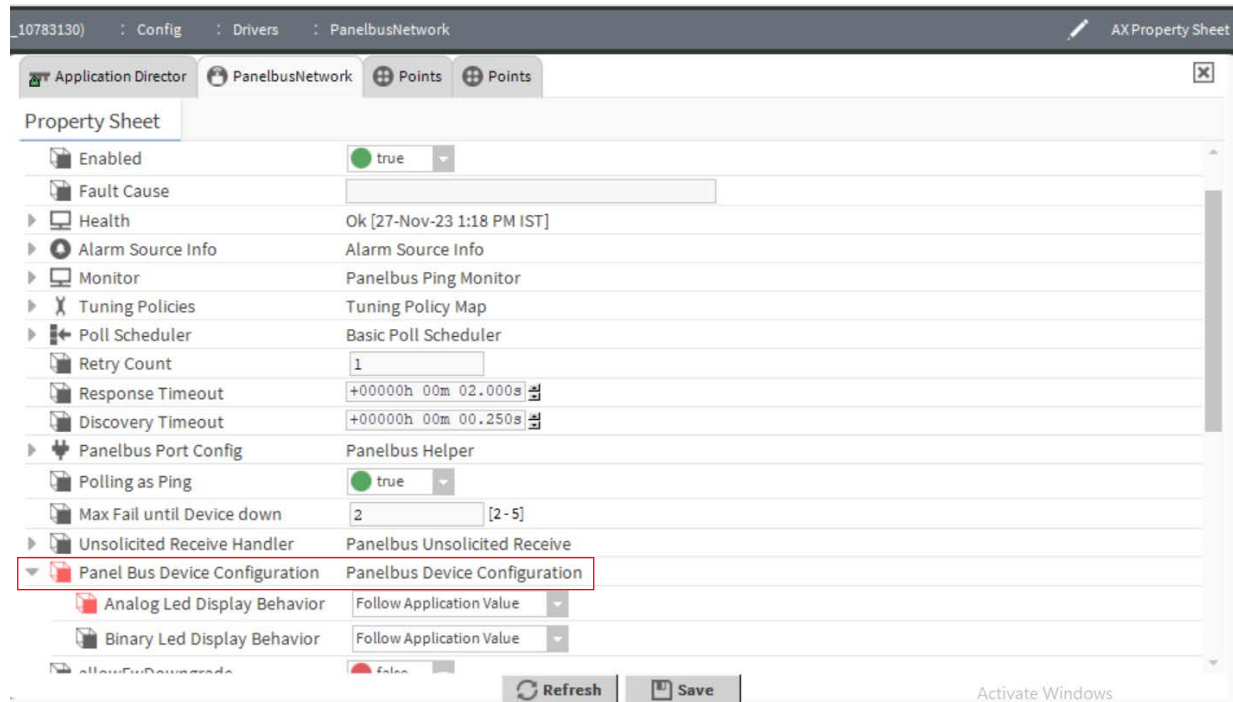 _10783130) : Config : Drivers : PanelbusNetwork AX Property Sheet
Application Director PanelbusNetwork Points Points
Property Sheet
Enabled true
Fault Cause
Health Ok [27-Nov-23 1:18 PM IST]
Alarm Source Info Alarm Source Info
Monitor Panelbus Ping Monitor
Tuning Policies Tuning Policy Map
Poll Scheduler Basic Poll Scheduler
Retry Count 1
Response Timeout +00000h 00m 02.000s
Discovery Timeout +00000h 00m 00.250s
Panelbus Port Config Panelbus Helper
Polling as Ping true
Max Fail until Device down 2 [2-5]
Unsolicited Receive Handler Panelbus Unsolicited Receive
Panel Bus Device Configuration Panelbus Device Configuration
Analog Led Display Behavior Follow Application Value
Binary Led Display Behavior Follow Application Value
allowFwDowngrade false
Refresh Save
Activate Windows